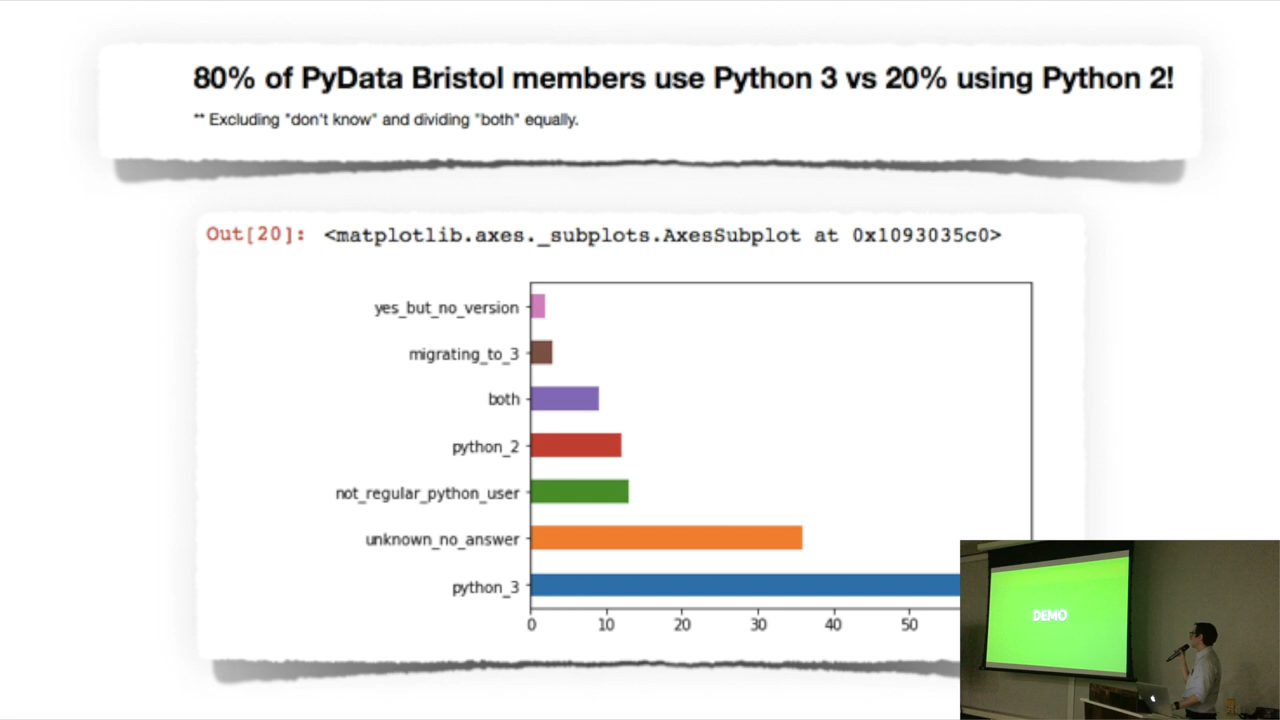 80% of PyData Bristol members use Python 3 vs 20% using Python 2!
** Excluding "don't know" and dividing "both" equally.
Out[20]: <matplotlib.axes._subplots.AxesSubplot at 0x1093035c0>
yes_but_no_version
migrating_to_3
both
python_2
not_regular_python_user
unknown_no_answer
python_3
0 10 20 30 40 50
DEMO